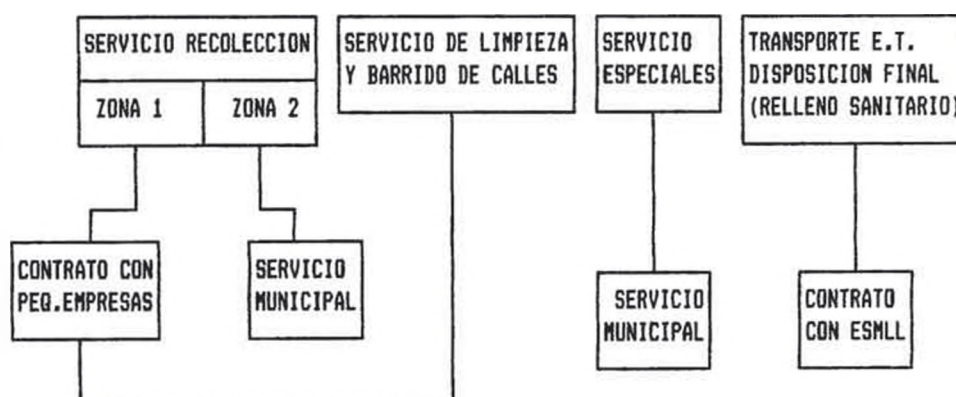 SERVICIO RECOLECCION
ZONA 1
ZONA 2
SERVICIO DE LIMPIEZA
Y BARRIDO DE CALLES
SERVICIO
ESPECIALES
TRANSPORTE E.T.
DISPOSICION FINAL
(RELLENO SANITARIO)
CONTRATO CON
PEQ.EMPRESAS
SERVICIO
MUNICIPAL
SERVICIO
MUNICIPAL
CONTRATO
CON ESMLL